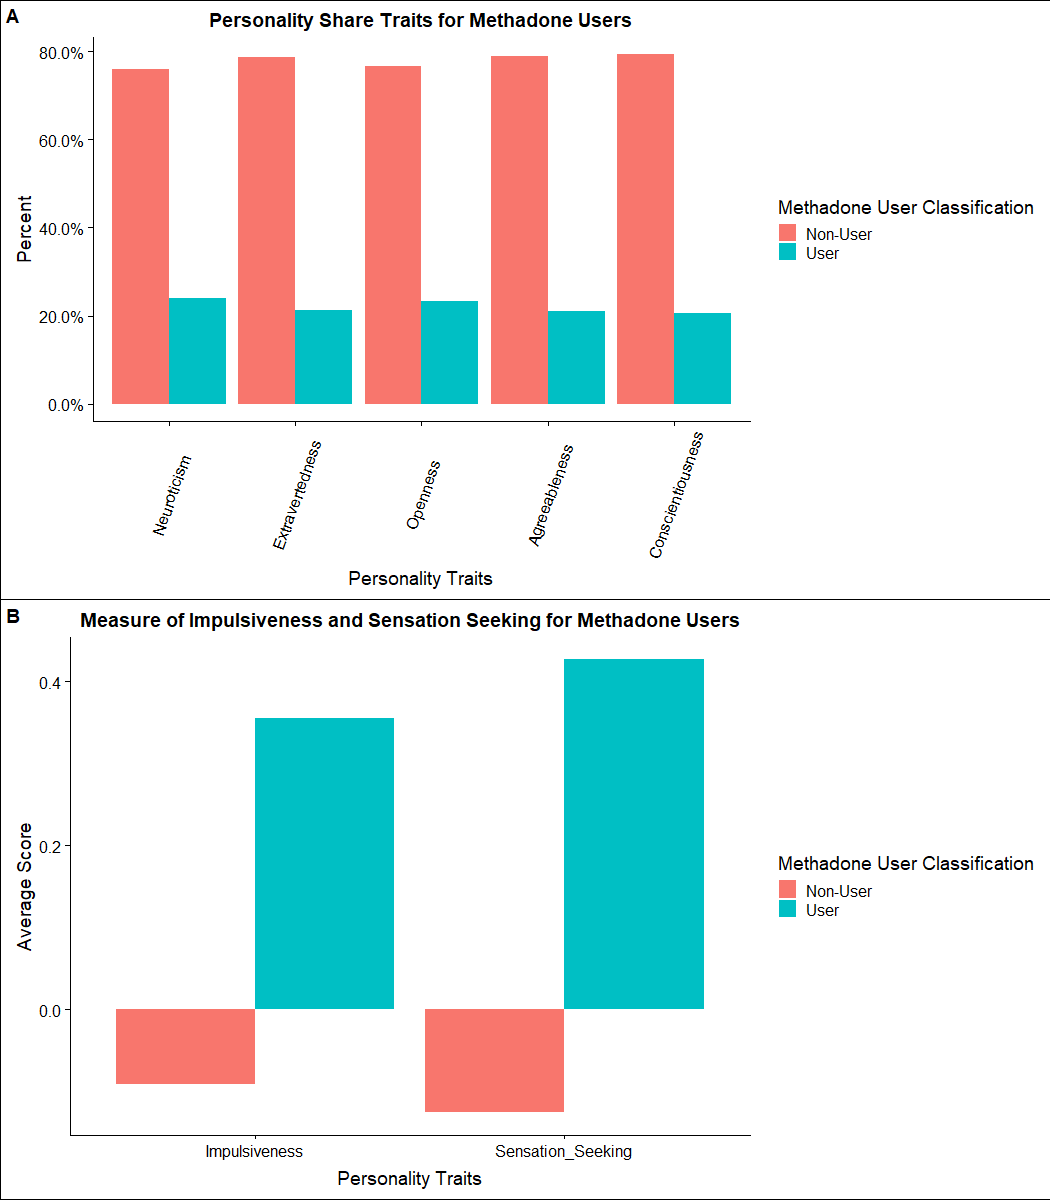 A
Personality Share Traits for Methadone Users
80.0%
60.0%
40.0%
20.0%
0.0%
Percent
Neuroticism
Extravertedness
Openness
Agreeableness
Conscientiousness
Personality Traits
Methadone User Classification
Non-User
User
B
Measure of Impulsiveness and Sensation Seeking for Methadone Users
0.4
0.2
0.0
Average Score
Impulsiveness
Sensation_Seeking
Personality Traits
Methadone User Classification
Non-User
User